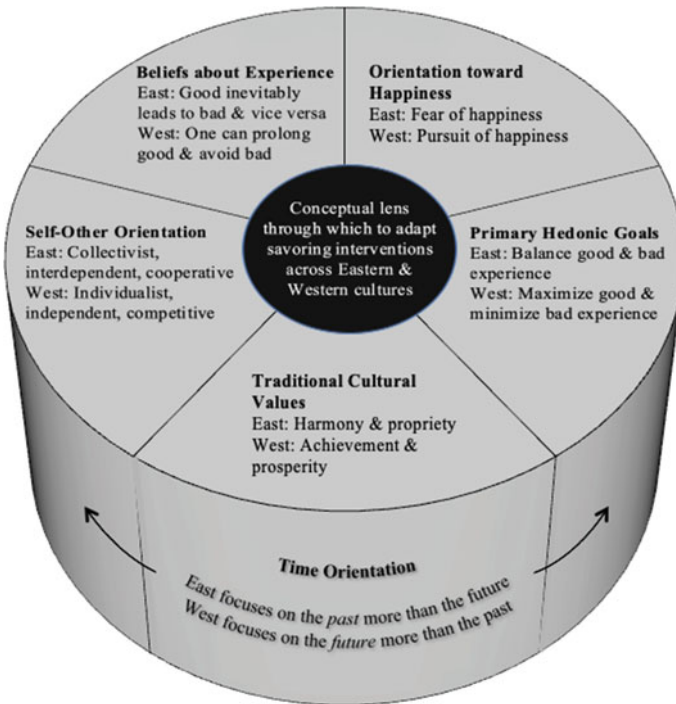 Beliefs about Experience
East: Good inevitably
leads to bad & vice versa
West: One can prolong
good & avoid bad
Orientation toward
Happiness
East: Fear of happiness
West: Pursuit of happiness
Self-Other Orientation
East: Collectivist,
interdependent, cooperative
West: Individualist,
independent, competitive
Conceptual lens
through which to adapt
savoring interventions
across Eastern &
Western cultures
Primary Hedonic Goals
East: Balance good & bad
experience
West: Maximize good &
minimize bad experience
Traditional Cultural
Values
East: Harmony & propriety
West: Achievement &
prosperity
Time Orientation
East focuses on the past more than the future
West focuses on the future more than the past